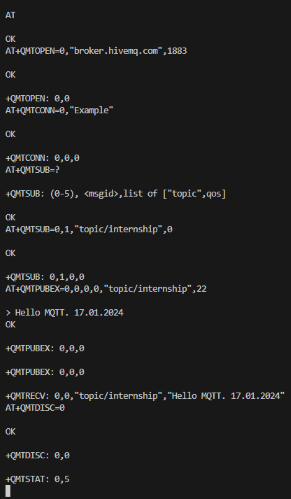 AT
OK
AT+QMTOPEN=0,"broker.hivemq.com",1883
OK
+QMTOPEN: 0,0
AT+QMTCONN=0,"Example"
OK
+QMTCONN: 0,0,0
AT+QMTSUB=?
+QMTSUB: (0-5), <msgid>,list of ["topic",qos]
OK
AT+QMTSUB=0,1,"topic/internship",0
OK
+QMTSUB: 0,1,0,0
AT+QMTPUBEX=0,0,0,0,"topic/internship",22
> Hello MQTT. 17.01.2024
OK
+QMTPUBEX: 0,0,0
+QMTPUBEX: 0,0,0
+QMTRECV: 0,0,"topic/internship","Hello MQTT. 17.01.2024"
AT+QMTDISC=0
OK
+QMTDISC: 0,0
+QMTSTAT: 0,5